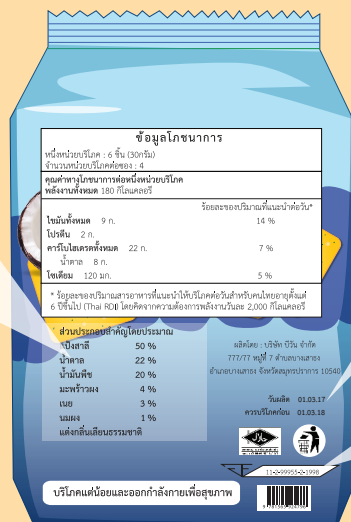 ข้อมูลโภชนาการ
หนึ่งหน่วยบริโภค : 6 ชิ้น (30กรัม)
จำนวนหน่วยบริโภคต่อซอง : 4
คุณค่าทางโภชนาการต่อหนึ่งหน่วยบริโภค
พลังงานทั้งหมด 180 กิโลแคลอรี
ร้อยละของปริมาณที่แนะนำต่อวัน*
ไขมันทั้งหมด 9 ก. 14 %
โปรตีน 2 ก.
คาร์โบไฮเดรตทั้งหมด 22 ก. 7 %
น้ำตาล 8 ก.
โซเดียม 120 มก. 5 %
* ร้อยละของปริมาณสารอาหารที่แนะนำให้บริโภคต่อวันสำหรับคนไทยอายุตั้งแต่
6 ปีขึ้นไป (Thai RDI) โดยคิดจากความต้องการพลังงานวันละ 2,000 กิโลแคลอรี
ส่วนประกอบสำคัญโดยประมาณ
แป้งสาลี 50 %
น้ำตาล 22 %
น้ำมันพืช 20 %
มะพร้าวผง 4 %
เนย 3 %
นมผง 1 %
แต่งกลิ่นเลียนธรรมชาติ
ผลิตโดย : บริษัท ปีวัน จำกัด
777/77 หมู่ที่ 7 ตำบลบางเสาธง
อำเภอบางเสาธง จังหวัดสมุทรปราการ 10540
วันผลิต 01.03.17
ควรบริโภคก่อน 01.03.18
11-2-99955-2-1998
บริโภคแต่น้อยและออกกำลังกายเพื่อสุขภาพ